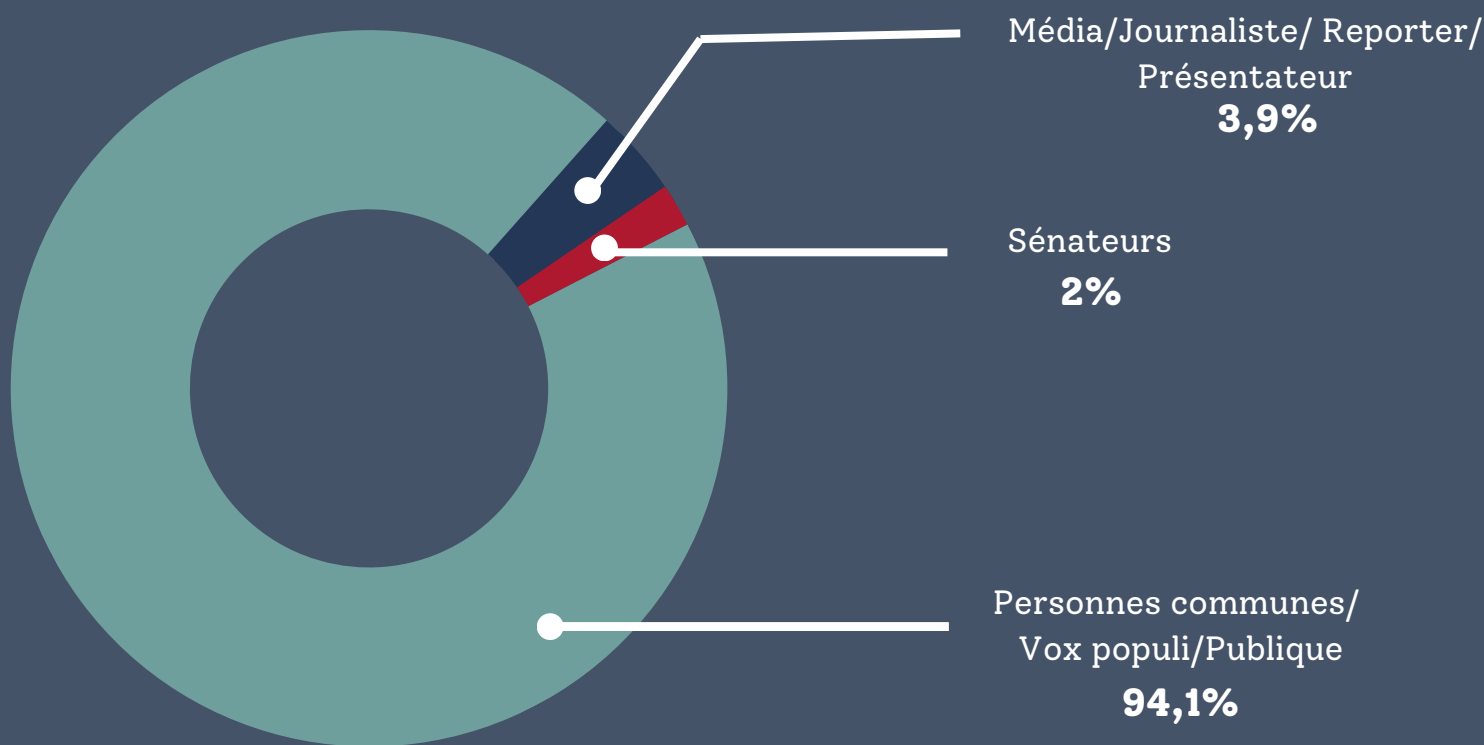 Média/Journaliste/ Reporter/
Présentateur
3,9%
Sénateurs
2%
Personnes communes/
Vox populi/Publique
94,1%